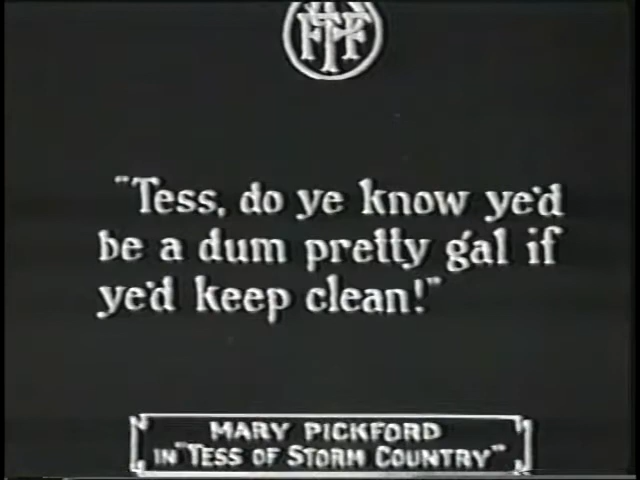 "Tess, do ye know ye'd
be a dum pretty gal if
ye'd keep clean!"
MARY PICKFORD
IN "TESS OF STORM COUNTRY"